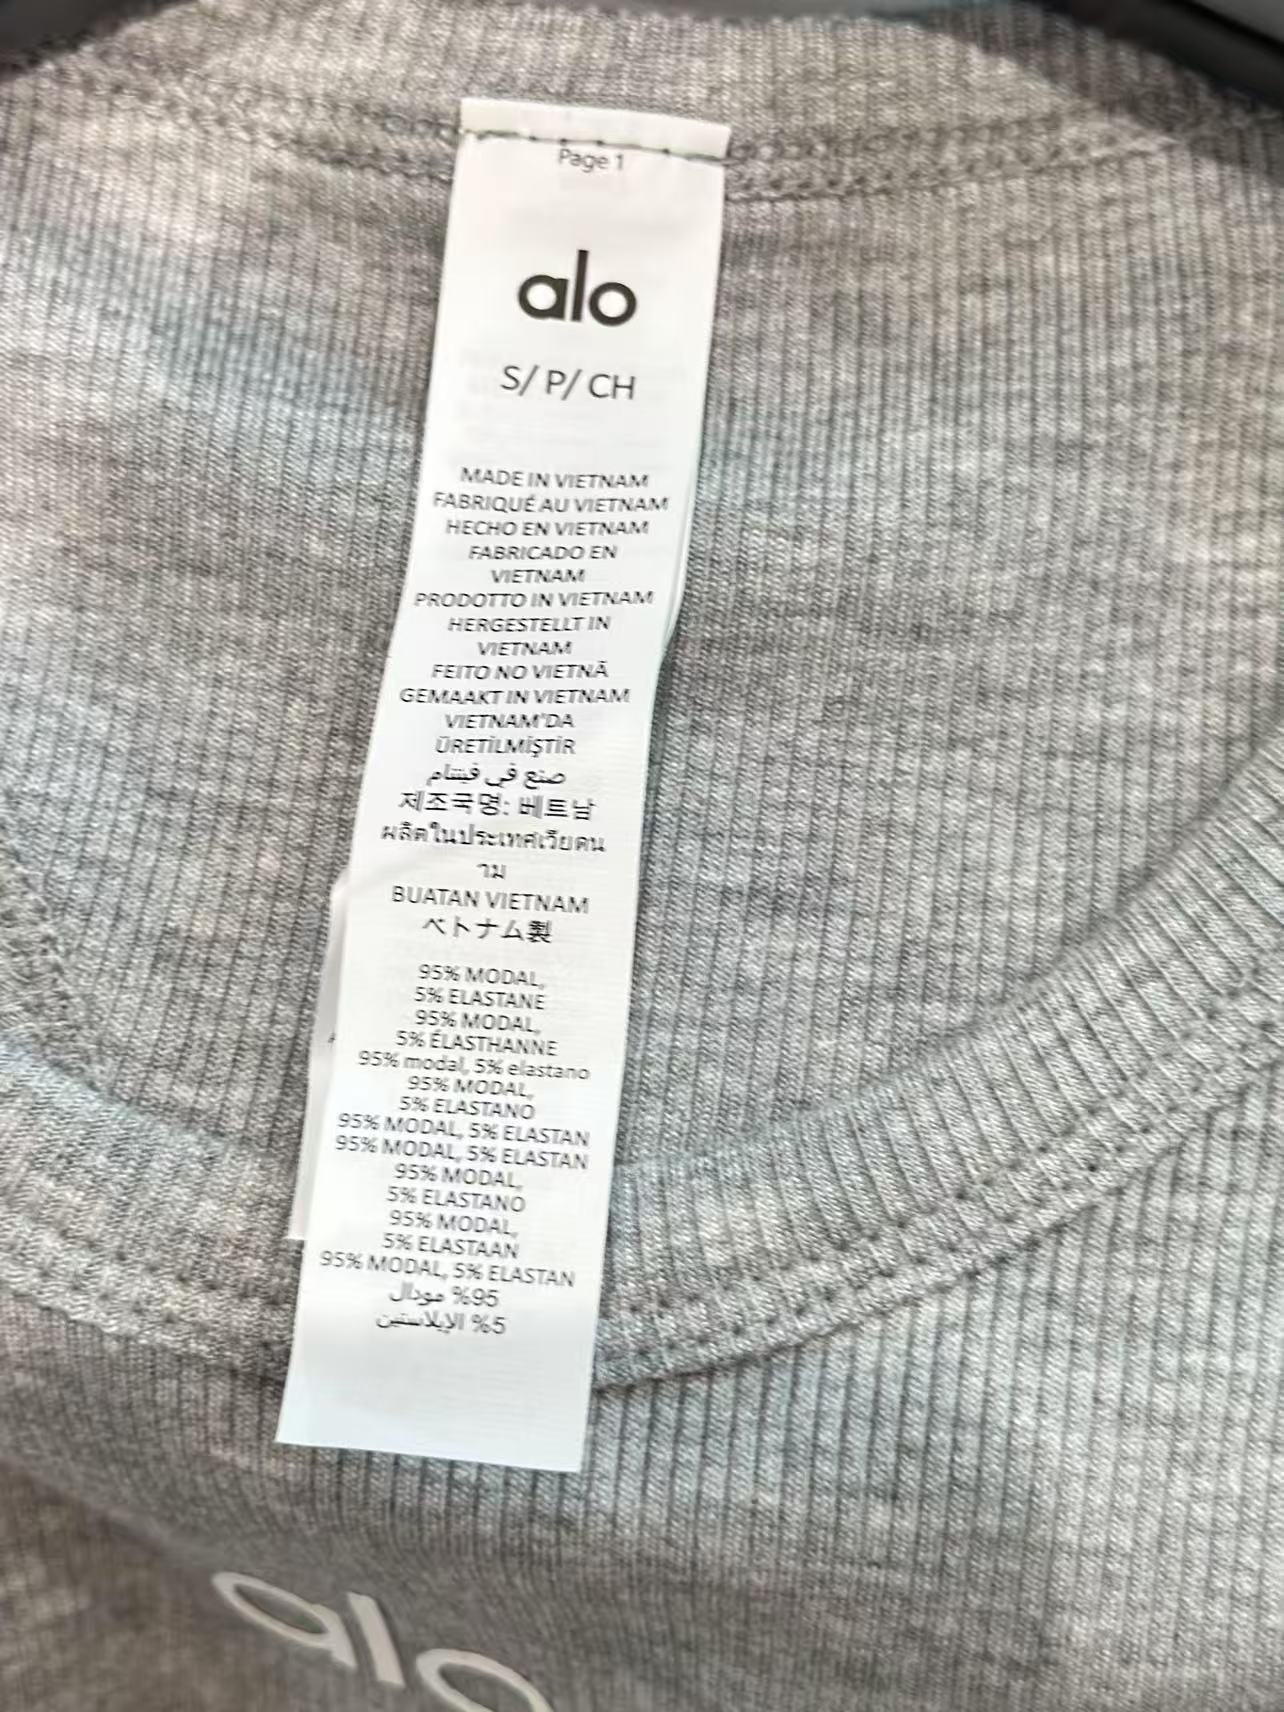 Page 1
alo
S/ P/ CH
MADE IN VIETNAM
FABRIQUÉ AU VIETNAM
HECHO EN VIETNAM
FABRICADO EN
VIETNAM
PRODOTTO IN VIETNAM
HERGESTELLT IN
VIETNAM
FEITO NO VIETNÃ
GEMAAKT IN VIETNAM
VIETNAM'DA
ÜRETİLMİŞTİR
صنع في فيتنام
제조국명: 베트남
ผลิตในประเทศเวียดน
าม
BUATAN VIETNAM
ベトナム製
95% MODAL,
5% ELASTANE
95% MODAL,
5% ÉLASTHANNE
95% modal, 5% elastano
95% MODAL,
5% ELASTANO
95% MODAL, 5% ELASTAN
95% MODAL, 5% ELASTAN
95% MODAL,
5% ELASTANO
95% MODAL,
5% ELASTAAN
95% MODAL, 5% ELASTAN
95% مودال
5% الإيلاستين
alo